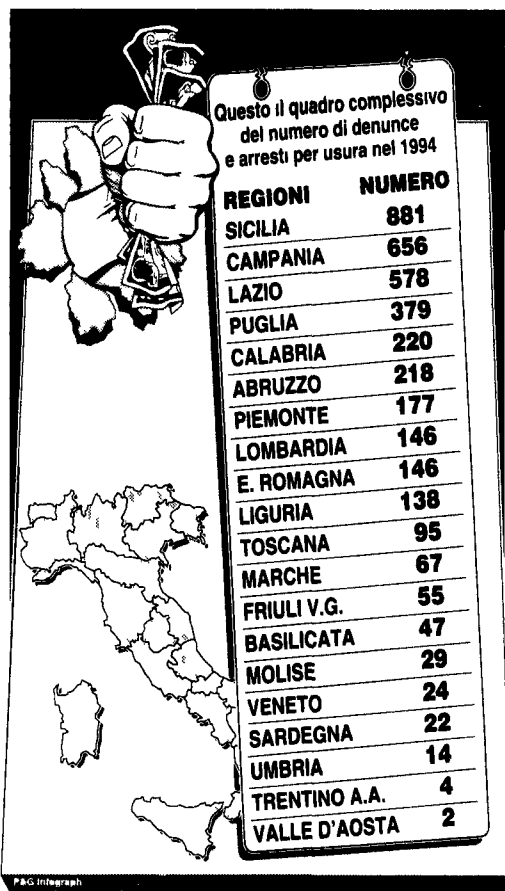 Questo il quadro complessivo
del numero di denunce
e arresti per usura nel 1994
REGIONI NUMERO
SICILIA 881
CAMPANIA 656
LAZIO 578
PUGLIA 379
CALABRIA 220
ABRUZZO 218
PIEMONTE 177
LOMBARDIA 146
E. ROMAGNA 146
LIGURIA 138
TOSCANA 95
MARCHE 67
FRIULI V.G. 55
BASILICATA 47
MOLISE 29
VENETO 24
SARDEGNA 22
UMBRIA 14
TRENTINO A.A. 4
VALLE D'AOSTA 2
P&G Infograph